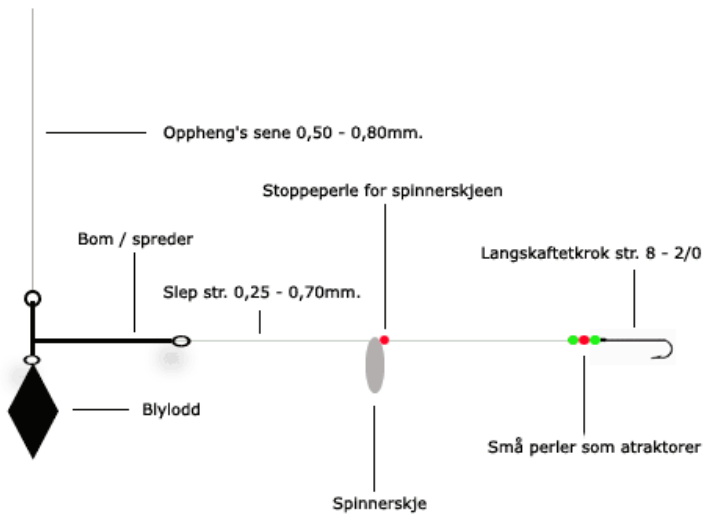 Oppheng's sene 0,50 - 0,80mm.
Stoppeperle for spinnerskjeen
Bom / spreder
Langskaftetkrok str. 8 - 2/0
Slep str. 0,25 - 0,70mm.
Blylodd
Små perler som atraktorer
Spinnerskje